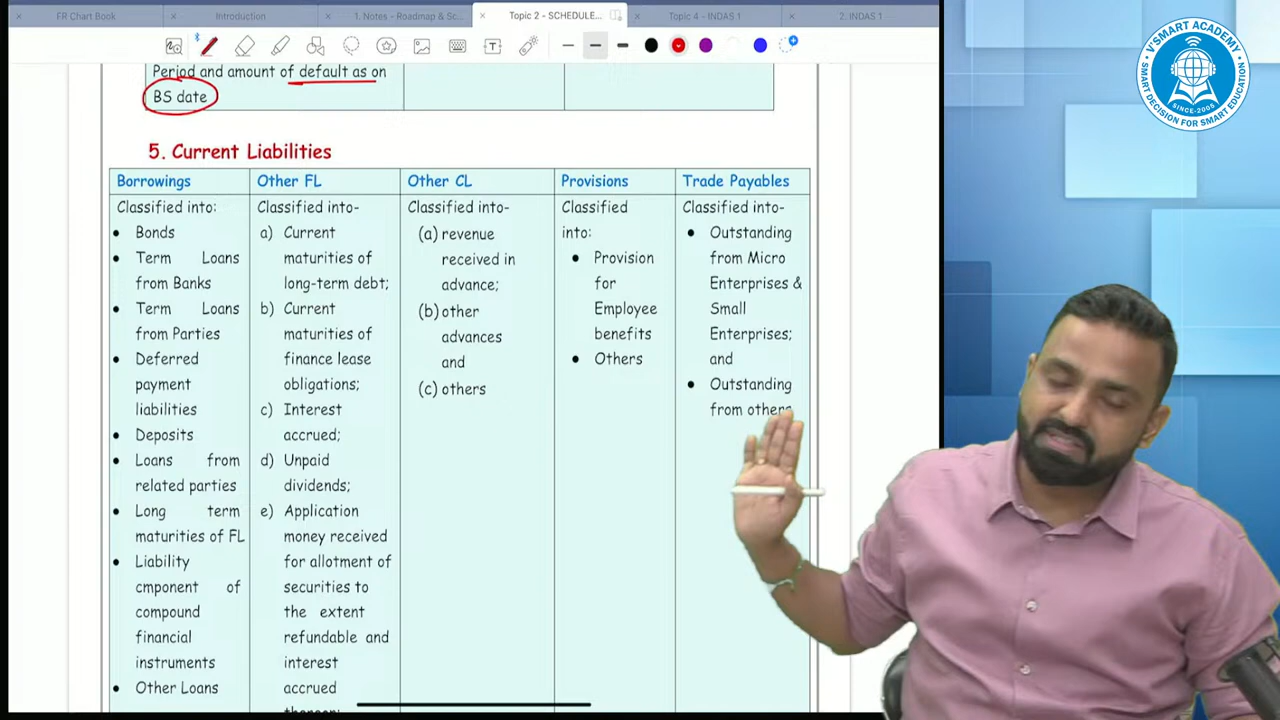 FR Chart Book
Introduction
1. Notes - Roadmap & Sc...
Topic 2 - SCHEDULE...
Topic 4 - INDAS 1
2. INDAS 1
Period and amount of default as on
BS date
5. Current Liabilities
Borrowings
Classified into:
• Bonds
• Term Loans
from Banks
• Term Loans
from Parties
• Deferred
payment
liabilities
• Deposits
• Loans from
related parties
• Long term
maturities of FL
• Liability
cmponent of
compound
financial
instruments
• Other Loans
Other FL
Classified into-
a) Current
maturities of
long-term debt;
b) Current
maturities of
finance lease
obligations;
c) Interest
accrued;
d) Unpaid
dividends;
e) Application
money received
for allotment of
securities to
the extent
refundable and
interest
accrued
Other CL
Classified into-
(a) revenue
received in
advance;
(b) other
advances
and
(c) others
Provisions
Classified
into:
• Provision
for
Employee
benefits
• Others
Trade Payables
Classified into-
• Outstanding
from Micro
Enterprises &
Small
Enterprises;
and
• Outstanding
from others
V'SMART ACADEMY
SMART DECISION FOR SMART EDUCATION
SINCE-2005